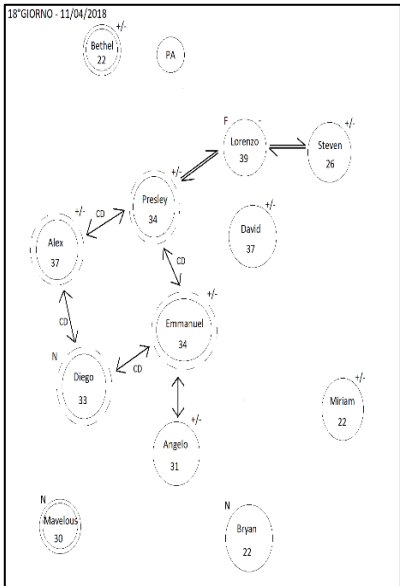 18°GIORNO - 11/04/2018
+/-
Bethel
22
PA
F
-
Lorenzo
39
+/-
Steven
26
+/-
Presley
34
+/-
David
37
+/-
Alex
37
CD
CD
+/-
Emmanuel
34
CD
N
Diego
33
CD
+/-
Miriam
22
+/-
Angelo
31
N
Mavelous
30
N
Bryan
22